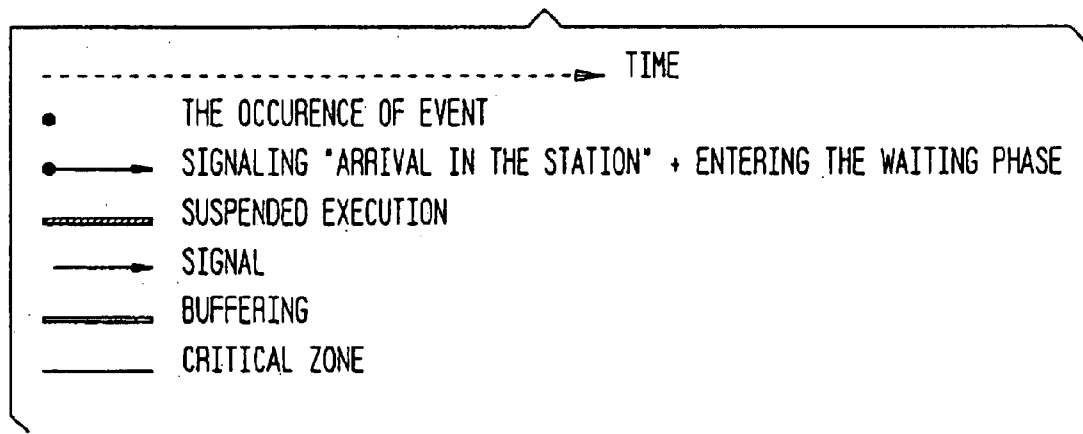 TIME
THE OCCURENCE OF EVENT
SIGNALING "ARRIVAL IN THE STATION" + ENTERING THE WAITING PHASE
SUSPENDED EXECUTION
SIGNAL
BUFFERING
CRITICAL ZONE